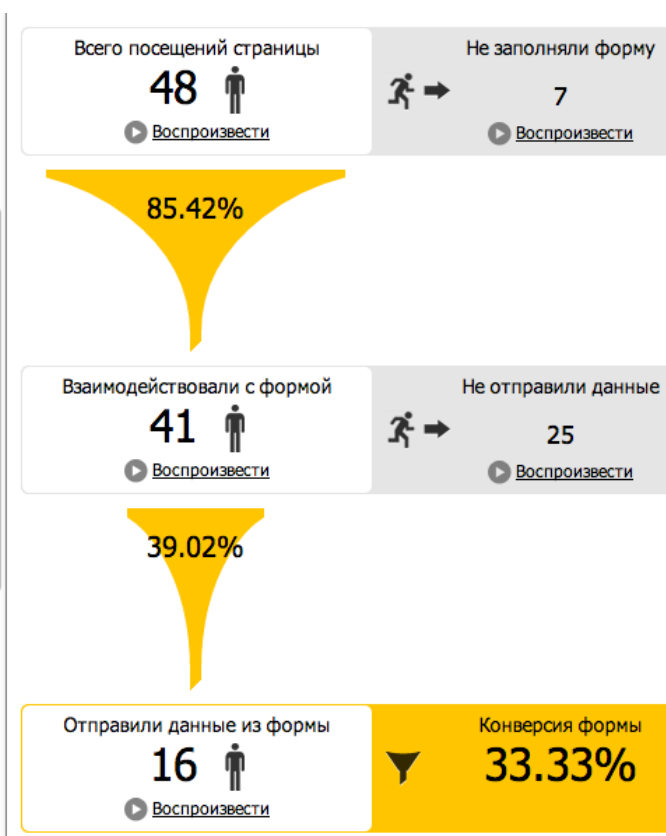 Всего посещений страницы
48
Воспроизвести
Не заполняли форму
7
Воспроизвести
85.42%
Взаимодействовали с формой
41
Воспроизвести
Не отправили данные
25
Воспроизвести
39.02%
Отправили данные из формы
16
Воспроизвести
Конверсия формы
33.33%